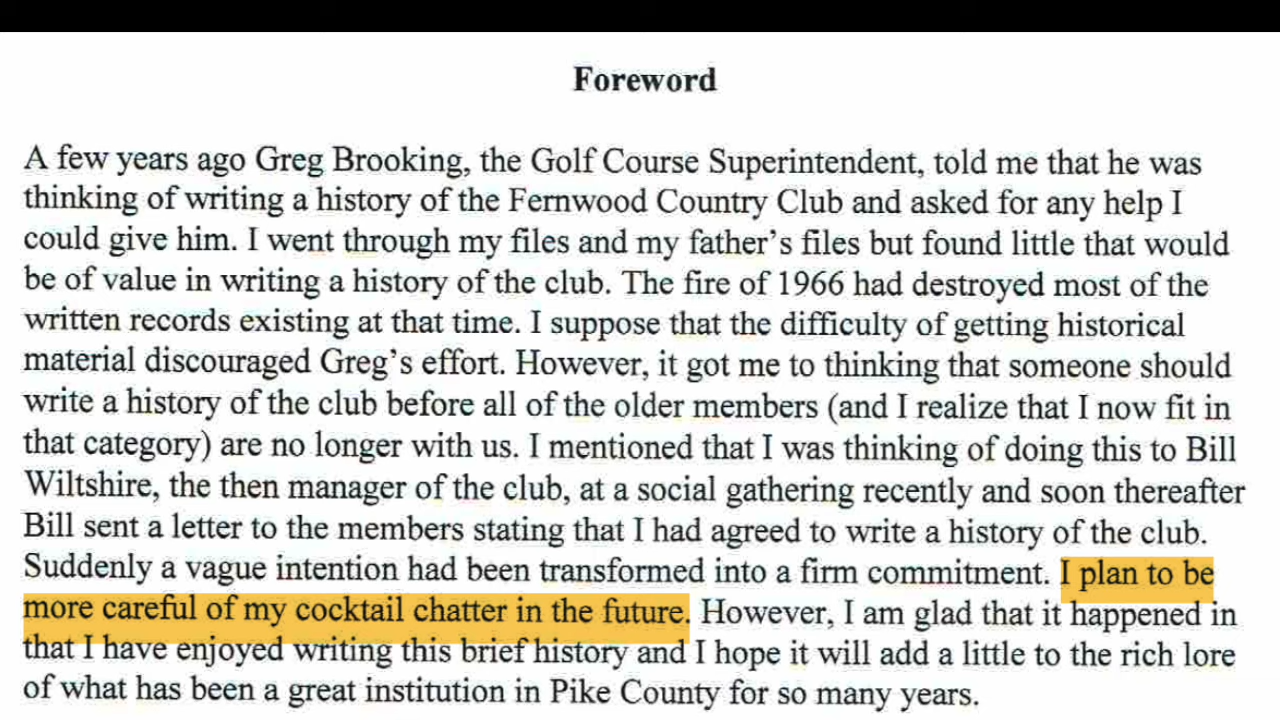 Foreword
A few years ago Greg Brooking, the Golf Course Superintendent, told me that he was
thinking of writing a history of the Fernwood Country Club and asked for any help I
could give him. I went through my files and my father's files but found little that would
be of value in writing a history of the club. The fire of 1966 had destroyed most of the
written records existing at that time. I suppose that the difficulty of getting historical
material discouraged Greg's effort. However, it got me to thinking that someone should
write a history of the club before all of the older members (and I realize that I now fit in
that category) are no longer with us. I mentioned that I was thinking of doing this to Bill
Wiltshire, the then manager of the club, at a social gathering recently and soon thereafter
Bill sent a letter to the members stating that I had agreed to write a history of the club.
Suddenly a vague intention had been transformed into a firm commitment. I plan to be
more careful of my cocktail chatter in the future. However, I am glad that it happened in
that I have enjoyed writing this brief history and I hope it will add a little to the rich lore
of what has been a great institution in Pike County for so many years.